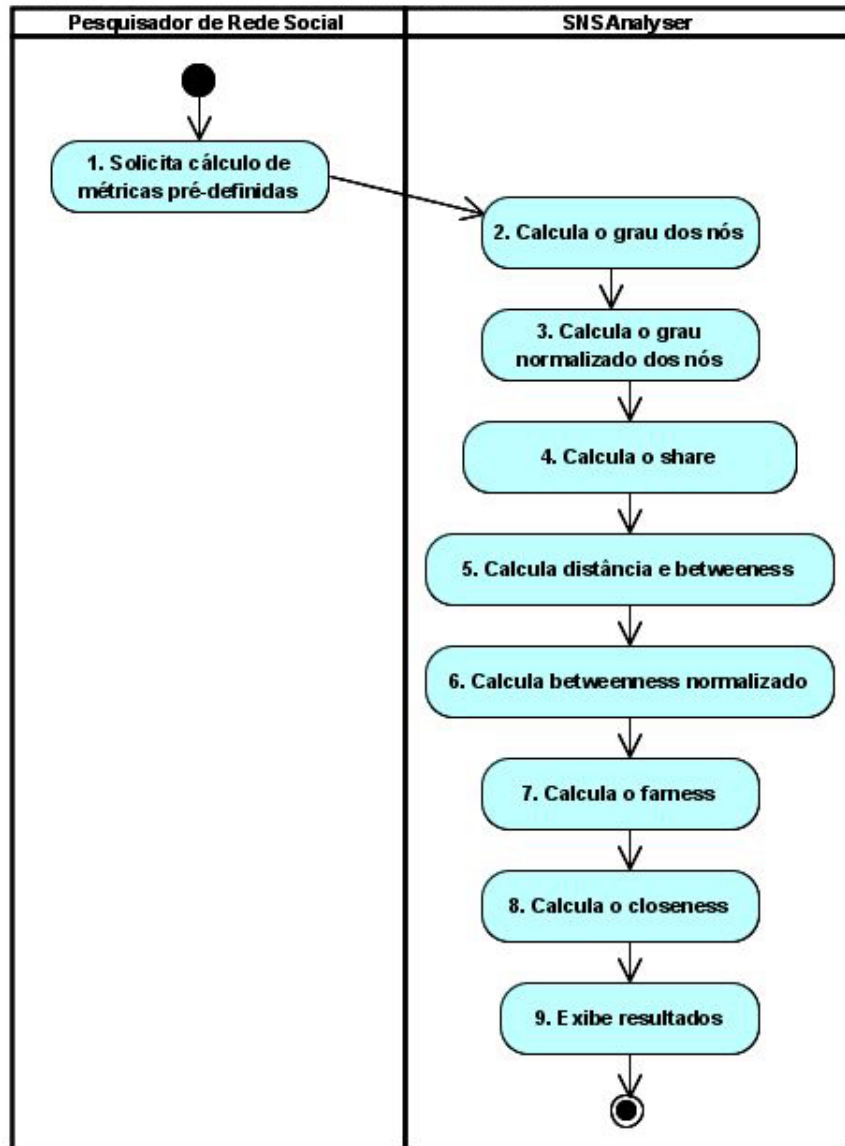 Pesquisador de Rede Social
SNSAnalyser
1. Solicita cálculo de
métricas pré-definidas
2. Calcula o grau dos nós
3. Calcula o grau
normalizado dos nós
4. Calcula o share
5. Calcula distância e betweeness
6. Calcula betweenness normalizado
7. Calcula o farness
8. Calcula o closeness
9. Exibe resultados